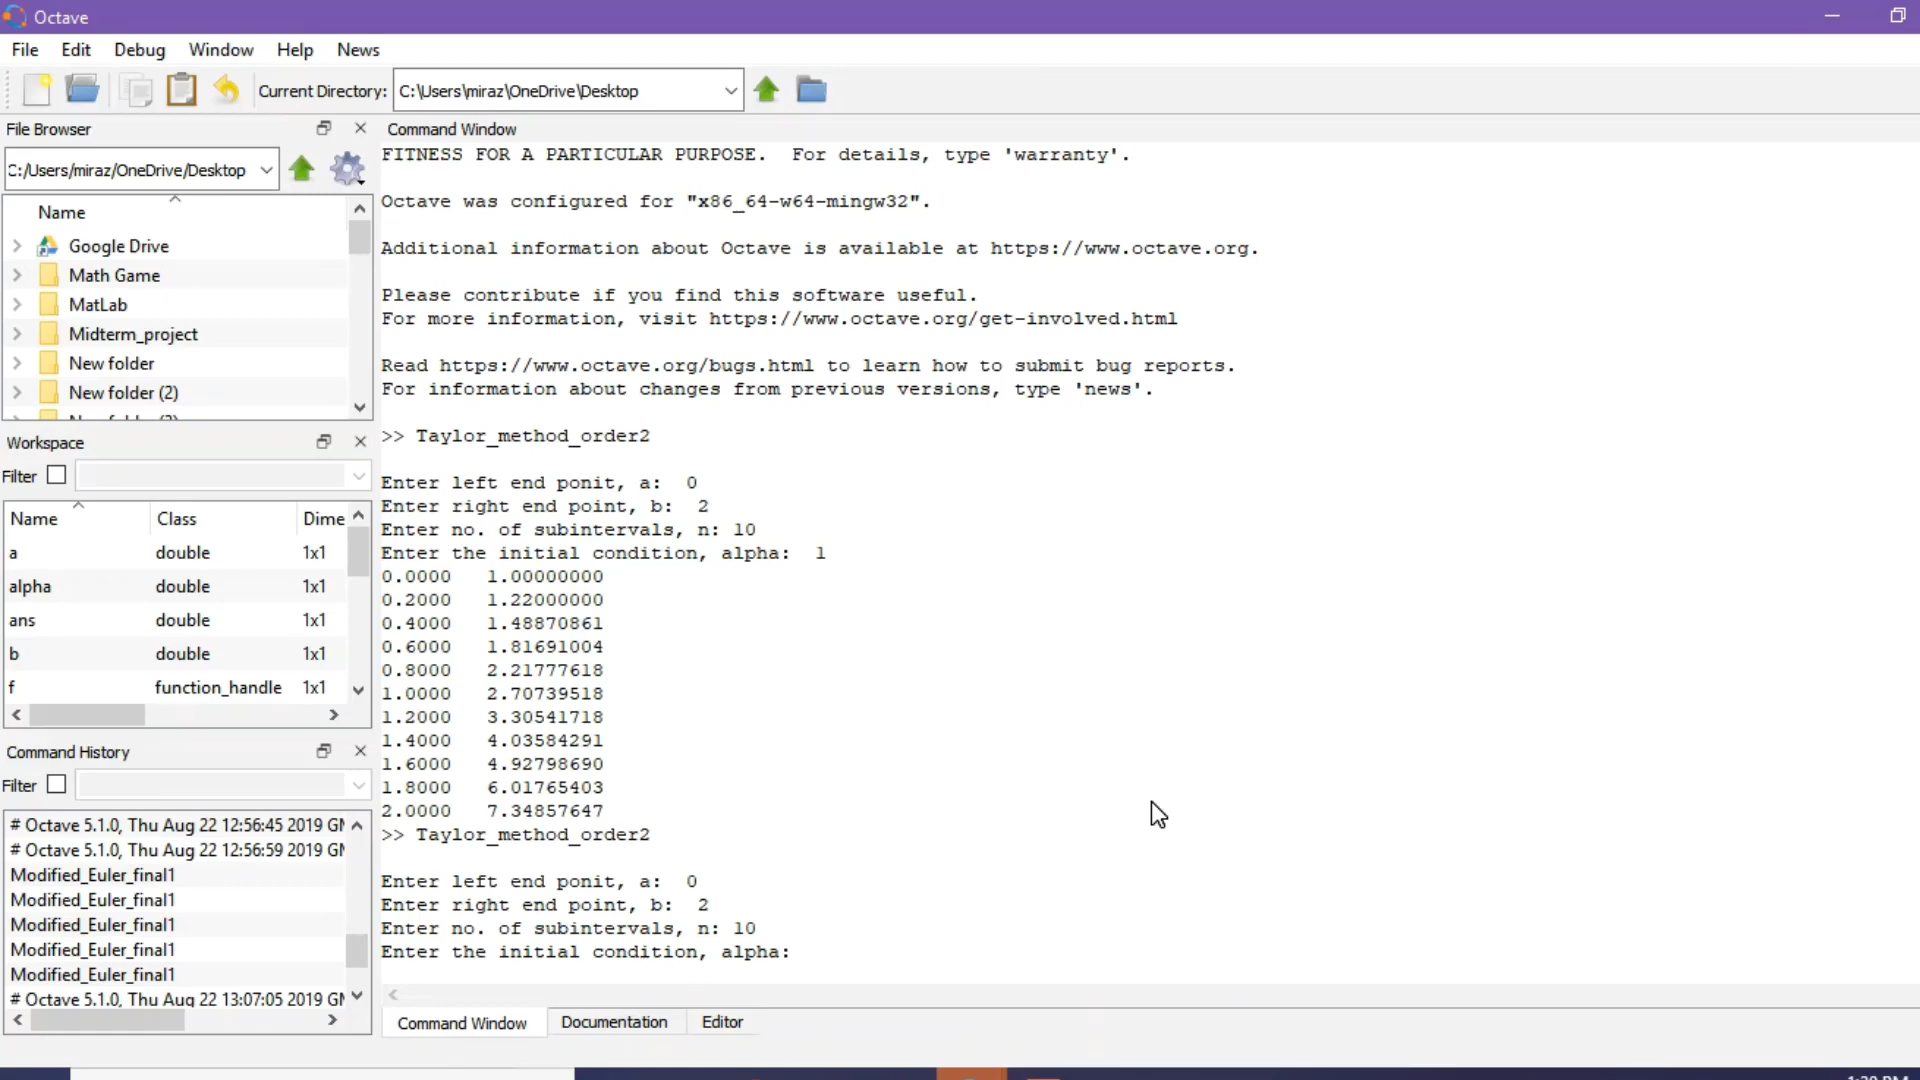 Octave
File Edit Debug Window Help News
Current Directory: C:\Users\miraz\OneDrive\Desktop
File Browser
C:/Users/miraz/OneDrive/Desktop
Name
Google Drive
Math Game
MatLab
Midterm_project
New folder
New folder (2)
Workspace
Filter
Name Class Dime
a double 1x1
alpha double 1x1
ans double 1x1
b double 1x1
f function_handle 1x1
Command History
Filter
# Octave 5.1.0, Thu Aug 22 12:56:45 2019 GM
# Octave 5.1.0, Thu Aug 22 12:56:59 2019 GM
Modified_Euler_final1
Modified_Euler_final1
Modified_Euler_final1
Modified_Euler_final1
Modified_Euler_final1
# Octave 5.1.0, Thu Aug 22 13:07:05 2019 GM
Command Window
FITNESS FOR A PARTICULAR PURPOSE.  For details, type 'warranty'.
Octave was configured for "x86_64-w64-mingw32".
Additional information about Octave is available at https://www.octave.org.
Please contribute if you find this software useful.
For more information, visit https://www.octave.org/get-involved.html
Read https://www.octave.org/bugs.html to learn how to submit bug reports.
For information about changes from previous versions, type 'news'.
>> Taylor_method_order2
Enter left end ponit, a:  0
Enter right end point, b:  2
Enter no. of subintervals, n: 10
Enter the initial condition, alpha:  1
0.0000   1.00000000
0.2000   1.22000000
0.4000   1.48870861
0.6000   1.81691004
0.8000   2.21777618
1.0000   2.70739518
1.2000   3.30541718
1.4000   4.03584291
1.6000   4.92798690
1.8000   6.01765403
2.0000   7.34857647
>> Taylor_method_order2
Enter left end ponit, a:  0
Enter right end point, b:  2
Enter no. of subintervals, n: 10
Enter the initial condition, alpha:
Command Window Documentation Editor